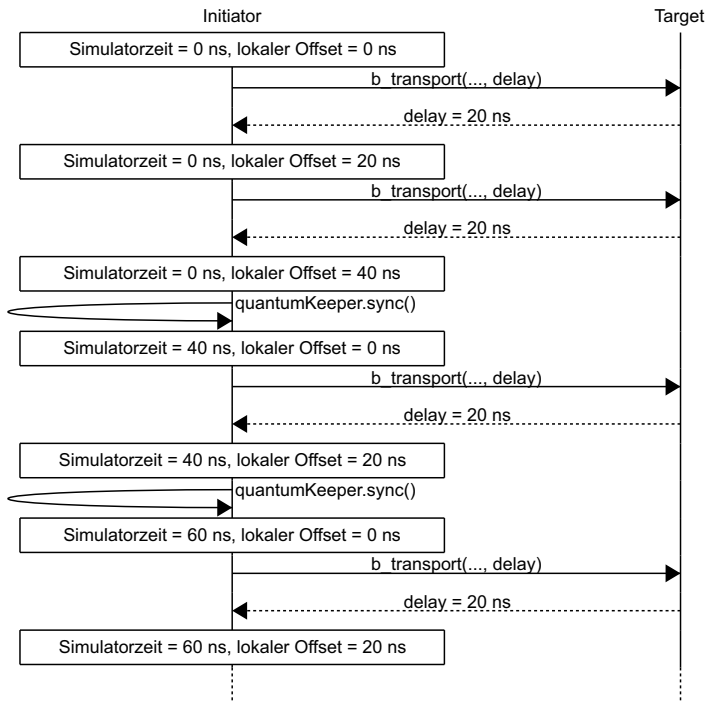 Initiator Target
Simulatorzeit = 0 ns, lokaler Offset = 0 ns
b_transport(..., delay)
delay = 20 ns
Simulatorzeit = 0 ns, lokaler Offset = 20 ns
b_transport(..., delay)
delay = 20 ns
Simulatorzeit = 0 ns, lokaler Offset = 40 ns
quantumKeeper.sync()
Simulatorzeit = 40 ns, lokaler Offset = 0 ns
b_transport(..., delay)
delay = 20 ns
Simulatorzeit = 40 ns, lokaler Offset = 20 ns
quantumKeeper.sync()
Simulatorzeit = 60 ns, lokaler Offset = 0 ns
b_transport(..., delay)
delay = 20 ns
Simulatorzeit = 60 ns, lokaler Offset = 20 ns